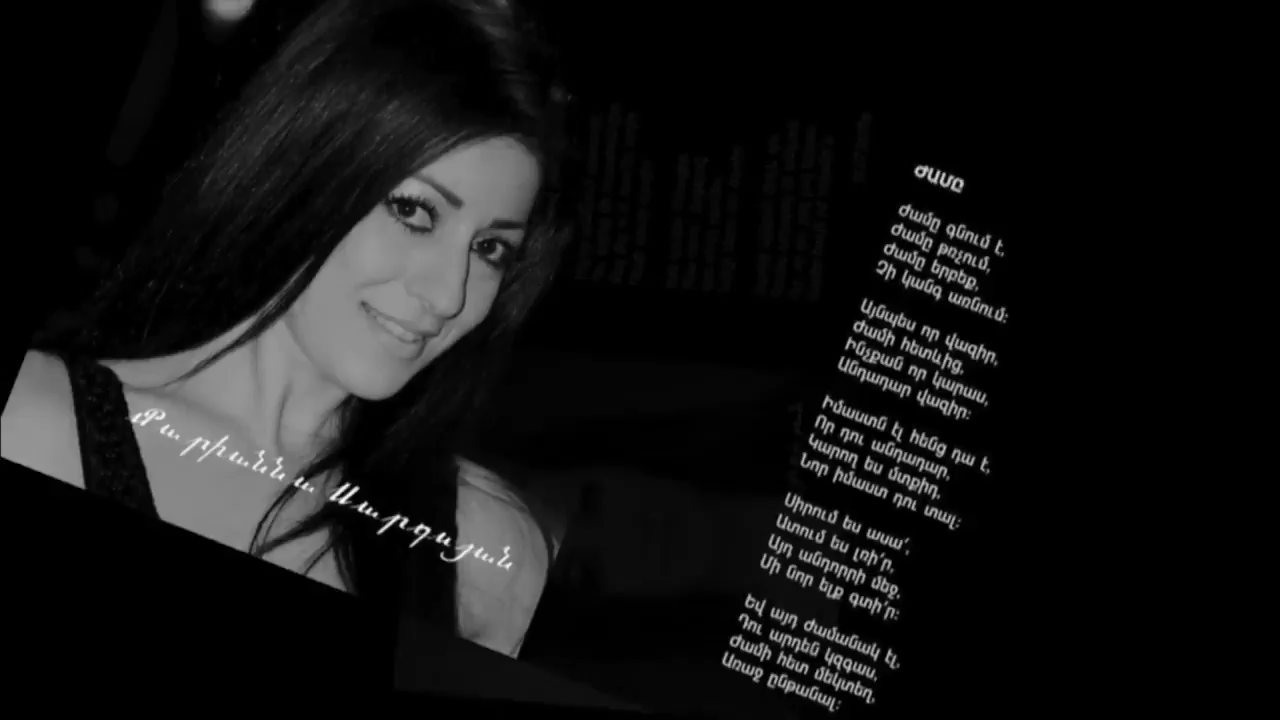 Մարիաննա Սարգսյան
ԺԱՄԸ
Ժամը գնում է,
Ժամը թռչում,
Ժամը երբեք,
Չի կանգ առնում:
Այնպես որ վազիր,
Ժամի հետևից,
Ինչքան որ կարաս,
Անդադար վազիր:
Իմաստն էլ հենց դա է,
Որ դու անդադար,
Կարող ես մտքիդ,
Նոր իմաստ դու տալ:
Սիրում ես ասա՛,
Ատում ես լռի՛ր,
Այդ անդորրի մեջ,
Մի նոր ելք գտի՛ր:
Եվ այդ ժամանակ էլ,
Դու արդեն կզգաս,
Ժամի հետ մեկտեղ,
Առաջ ընթանալ: